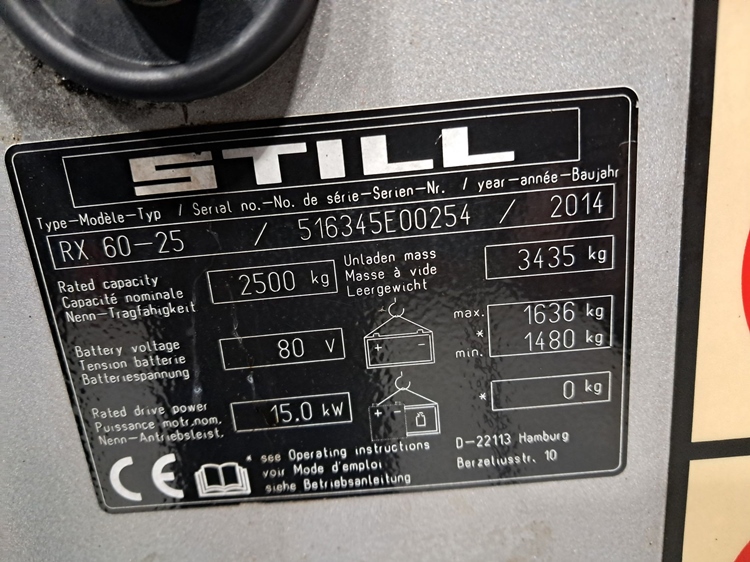 STILL
Type-Modèle-Typ / Serial no.-No. de série-Serien-Nr. / year-année-Baujahr
RX 60-25 / 516345E00254 / 2014
Rated capacity
Capacité nominale
Nenn-Tragfähigkeit
2500 kg
Unladen mass
Masse à vide
Leergewicht
3435 kg
Battery voltage
Tension batterie
Batteriespannung
80 V
+ -
max. 1636 kg
*
min. 1480 kg
Rated drive power
Puissance motr.nom.
Nenn-Antriebsleist.
15.0 kW
+ -
* 0 kg
CE
* see Operating instructions
voir Mode d'emploi
siehe Betriebsanleitung
D-22113 Hamburg
Berzeliusstr. 10